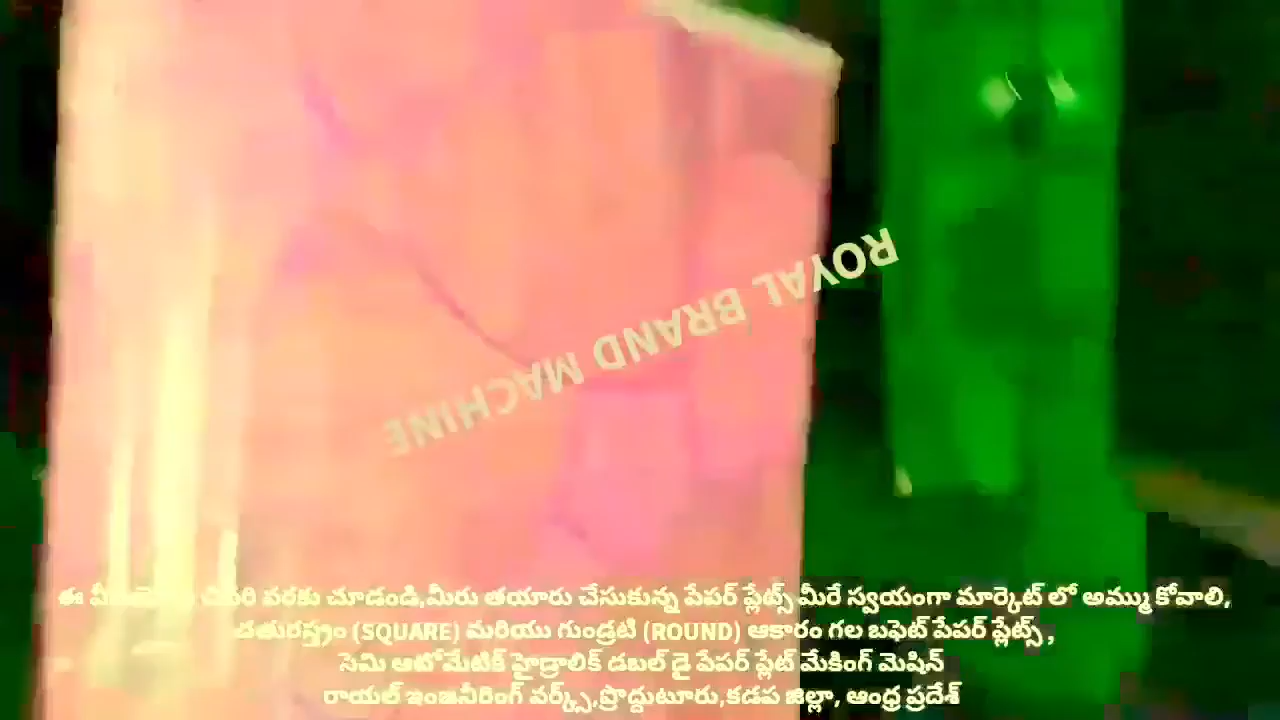 ROYAL BRAND MACHINE
ఈ చివరి వరకు చూడండి,మీరు తయారు చేసుకున్న పేపర్ ప్లేట్స్ మీరే స్వయంగా మార్కెట్ లో అమ్ము కోవాలి,
చతురస్త్రం (SQUARE) మరియు గుండ్రటి (ROUND) ఆకారం గల బఫెట్ పేపర్ ప్లేట్స్ ,
సెమి ఆటోమేటిక్ హైడ్రాలిక్ డబల్ డై పేపర్ ప్లేట్ మేకింగ్ మెషిన్
రాయల్ ఇంజనీరింగ్ వర్క్స్,ప్రొద్దుటూరు,కడప జిల్లా, ఆంధ్ర ప్రదేశ్